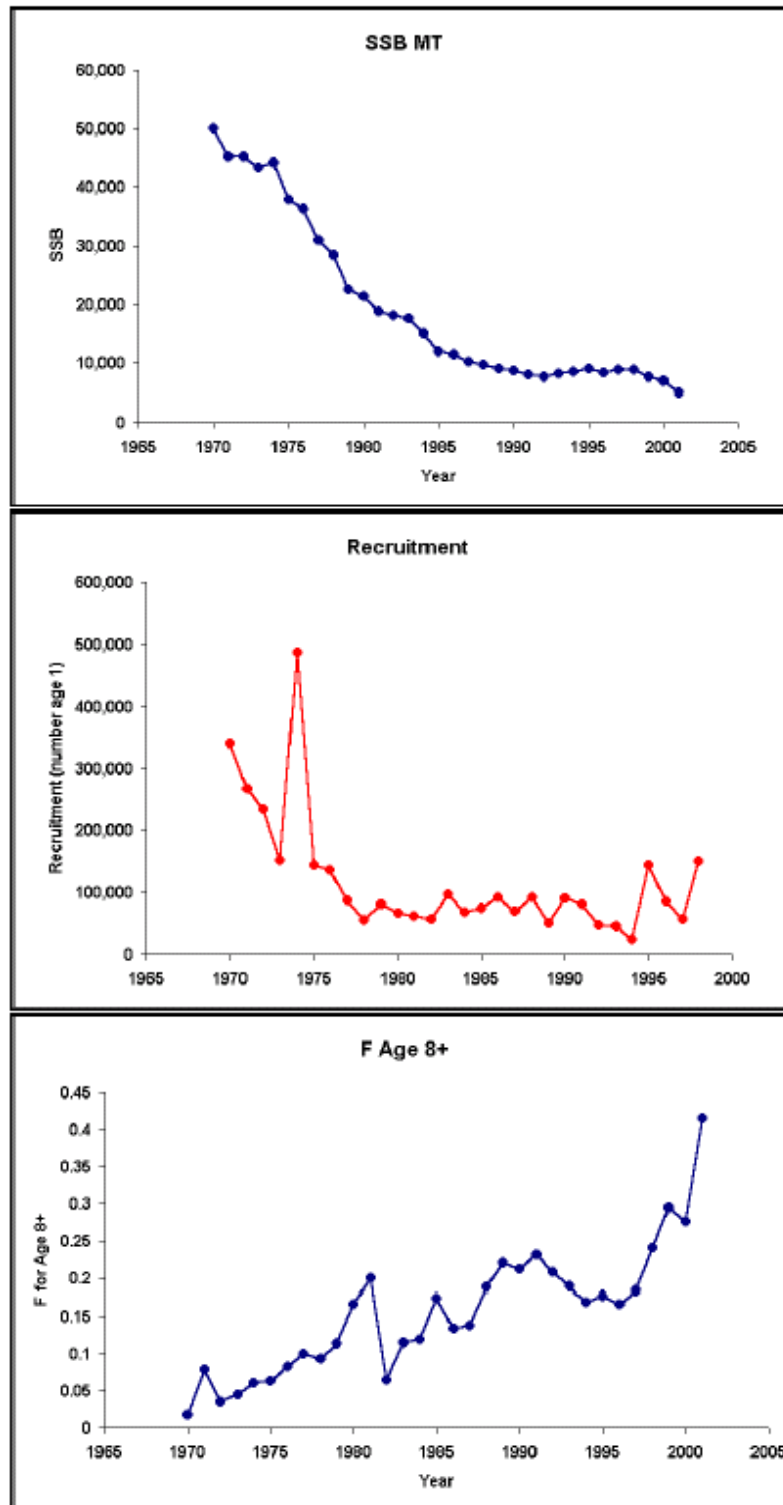 SSB MT
60,000
50,000
40,000
30,000
20,000
10,000
0
SSB
1965 1970 1975 1980 1985 1990 1995 2000 2005
Year
Recruitment
600,000
500,000
400,000
300,000
200,000
100,000
0
Recruitment (number age 1)
1965 1970 1975 1980 1985 1990 1995 2000
F Age 8+
0.45
0.4
0.35
0.3
0.25
0.2
0.15
0.1
0.05
0
F for Age 8+
1965 1970 1975 1980 1985 1990 1995 2000 2005
Year